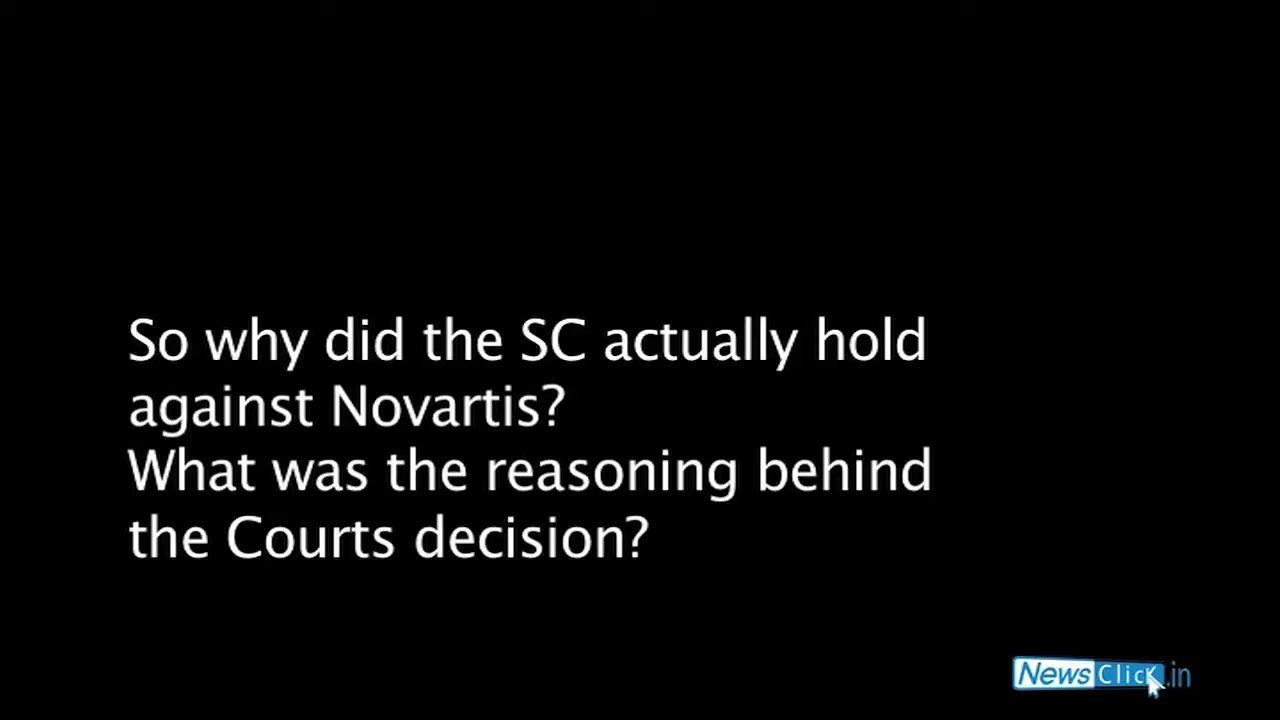 So why did the SC actually hold
against Novartis?
What was the reasoning behind
the Courts decision?
NewsClick.in